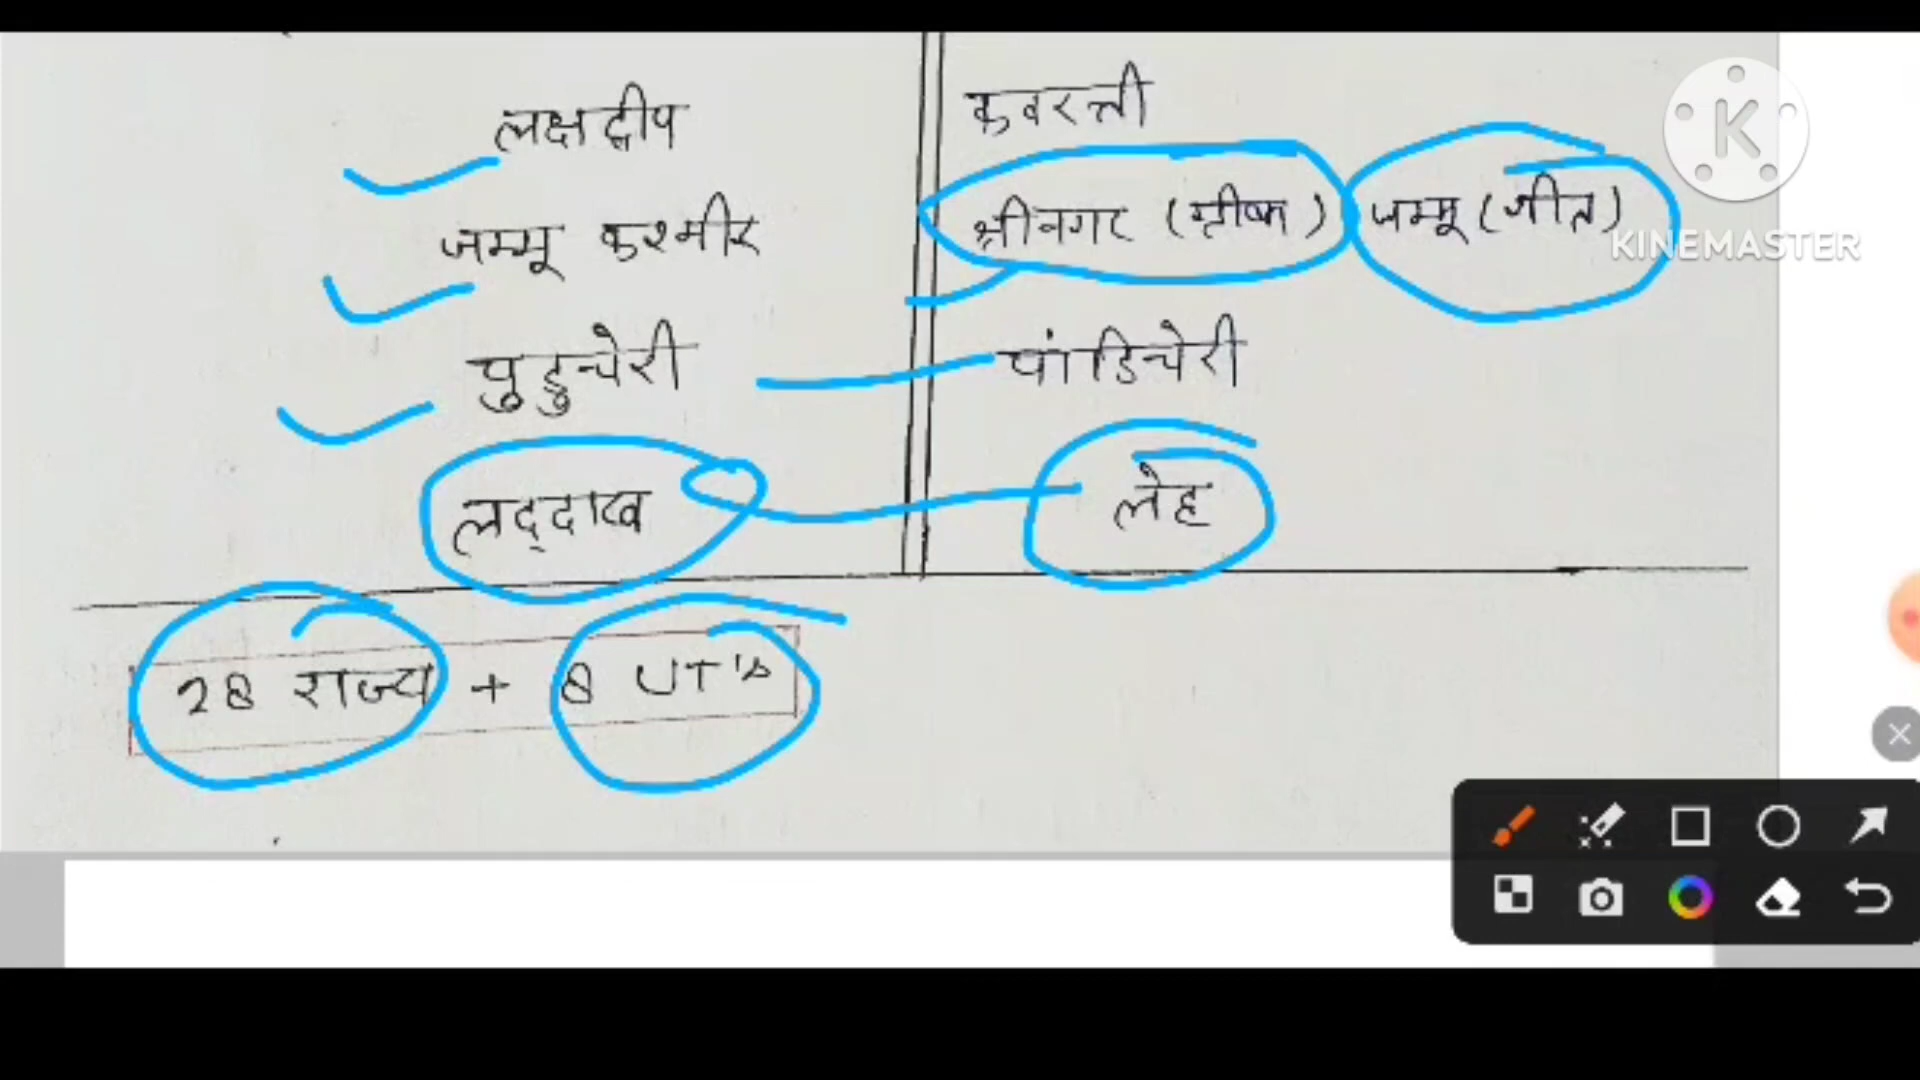 लक्षद्वीप कवरत्ती
जम्मू कश्मीर श्रीनगर (ग्रीष्म) जम्मू (शीत)
पुडुचेरी पांडिचेरी
लद्दाख लेह
28 राज्य + 8 UT's
K
KINEMASTER